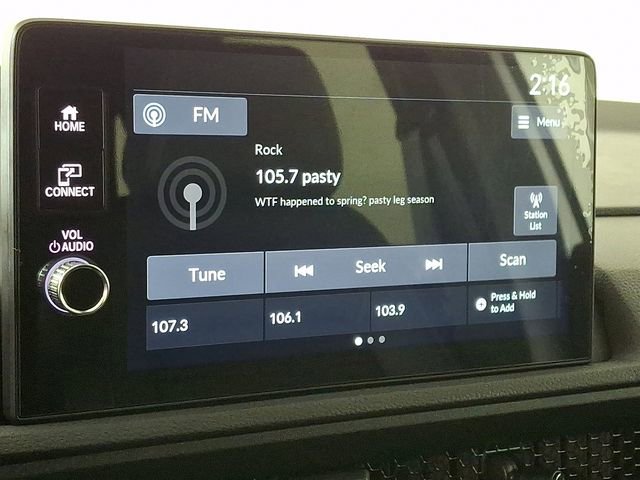 2:16
HOME
FM
Menu
Rock
CONNECT
105.7 pasty
WTF happened to spring? pasty leg season
Station
List
VOL
AUDIO
Tune
Seek
Scan
107.3
106.1
103.9
Press & Hold
to Add